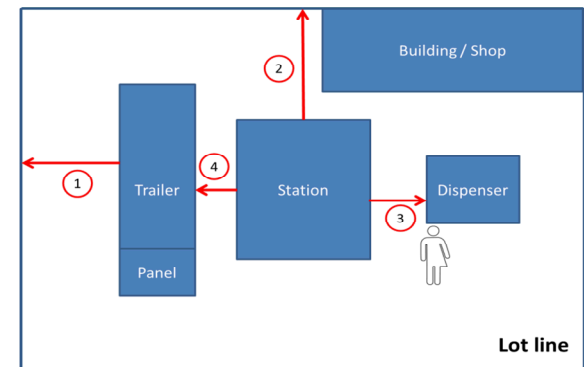 Building / Shop
2
4
1
Trailer
Station
Dispenser
3
Panel
Lot line